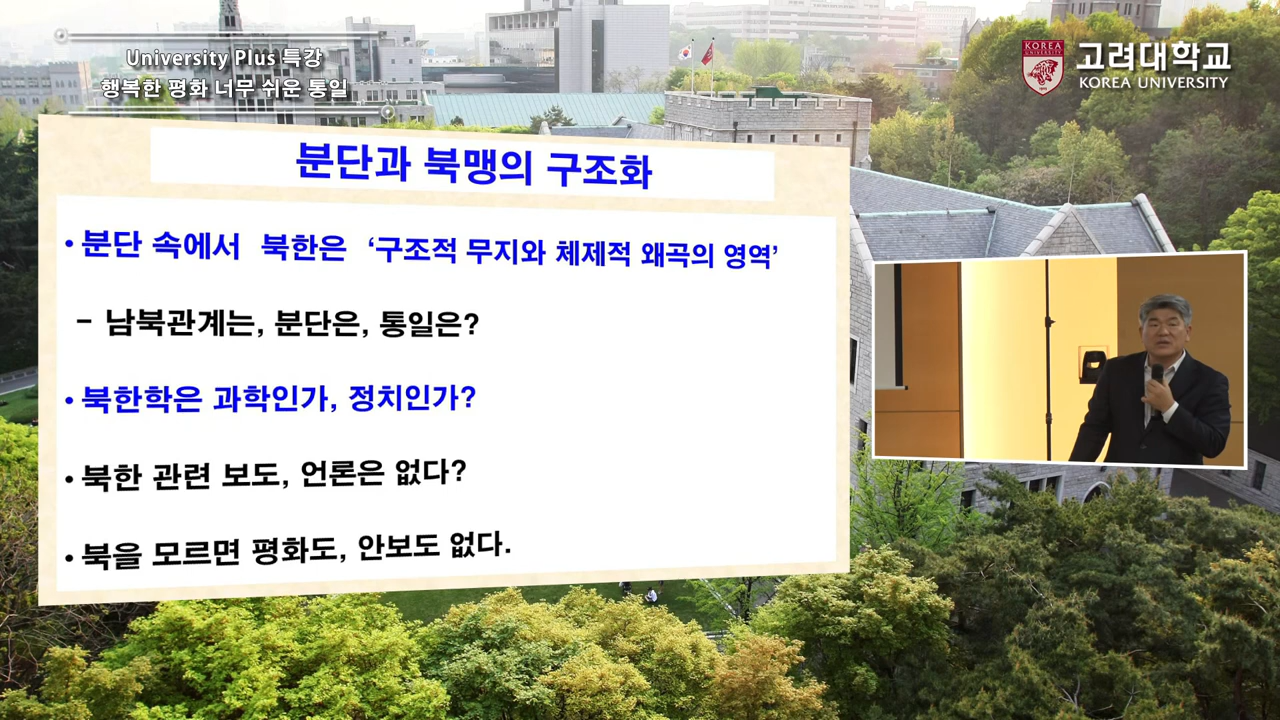 University Plus 특강
행복한 평화 너무 쉬운 통일
KOREA
UNIVERSITY
고려대학교
KOREA UNIVERSITY
분단과 북맹의 구조화
• 분단 속에서 북한은 ‘구조적 무지와 체제적 왜곡의 영역’
- 남북관계는, 분단은, 통일은?
• 북한학은 과학인가, 정치인가?
• 북한 관련 보도, 언론은 없다?
• 북을 모르면 평화도, 안보도 없다.